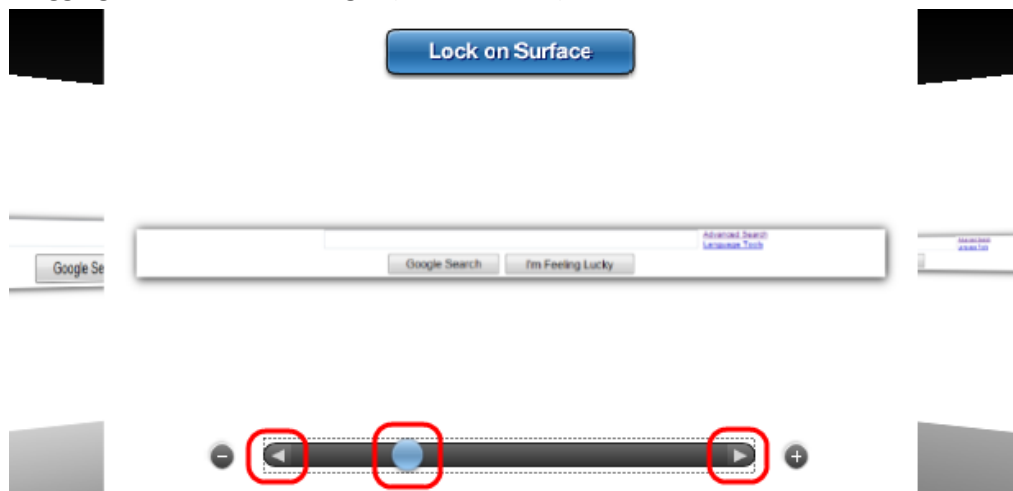 Lock on Surface
Advanced Search
Language Tools
Google Se
Google Search
I'm Feeling Lucky